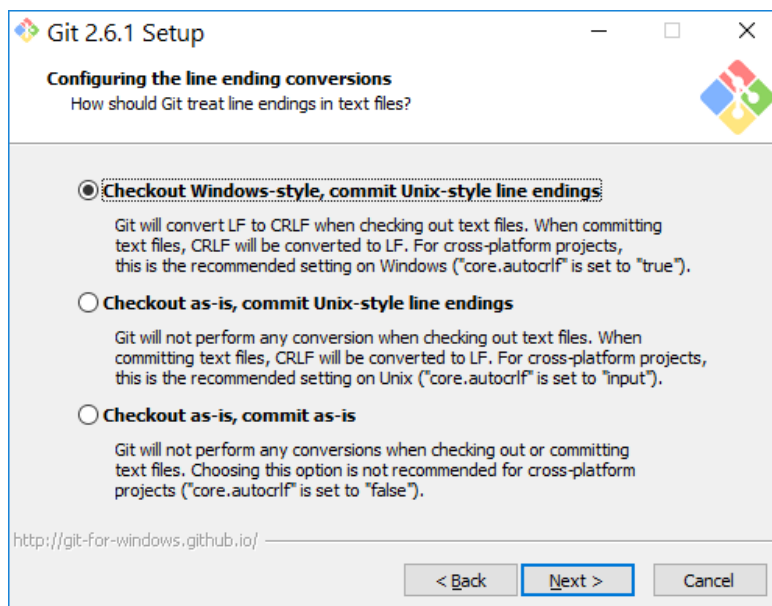 Git 2.6.1 Setup
Configuring the line ending conversions
How should Git treat line endings in text files?
Checkout Windows-style, commit Unix-style line endings
Git will convert LF to CRLF when checking out text files. When committing
text files, CRLF will be converted to LF. For cross-platform projects,
this is the recommended setting on Windows ("core.autocrlf" is set to "true").
Checkout as-is, commit Unix-style line endings
Git will not perform any conversion when checking out text files. When
committing text files, CRLF will be converted to LF. For cross-platform projects,
this is the recommended setting on Unix ("core.autocrlf" is set to "input").
Checkout as-is, commit as-is
Git will not perform any conversions when checking out or committing
text files. Choosing this option is not recommended for cross-platform
projects ("core.autocrlf" is set to "false").
http://git-for-windows.github.io/
< Back Next > Cancel